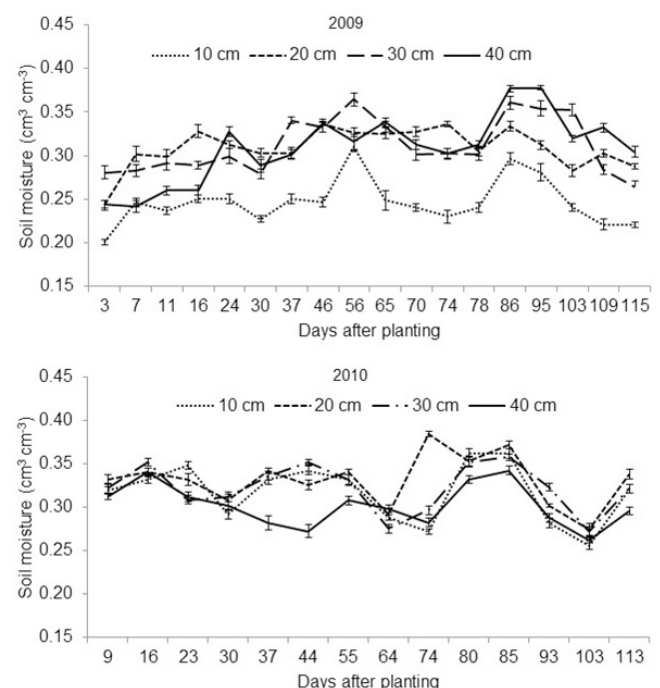 2009
10 cm 20 cm 30 cm 40 cm
Soil moisture (cm³ cm⁻³)
0.45
0.40
0.35
0.30
0.25
0.20
0.15
3 7 11 16 24 30 37 46 56 65 70 74 78 86 95 103 109 115
Days after planting
2010
10 cm 20 cm 30 cm 40 cm
Soil moisture (cm³ cm⁻³)
0.45
0.40
0.35
0.30
0.25
0.20
0.15
9 16 23 30 37 44 55 64 74 80 85 93 103 113
Days after planting